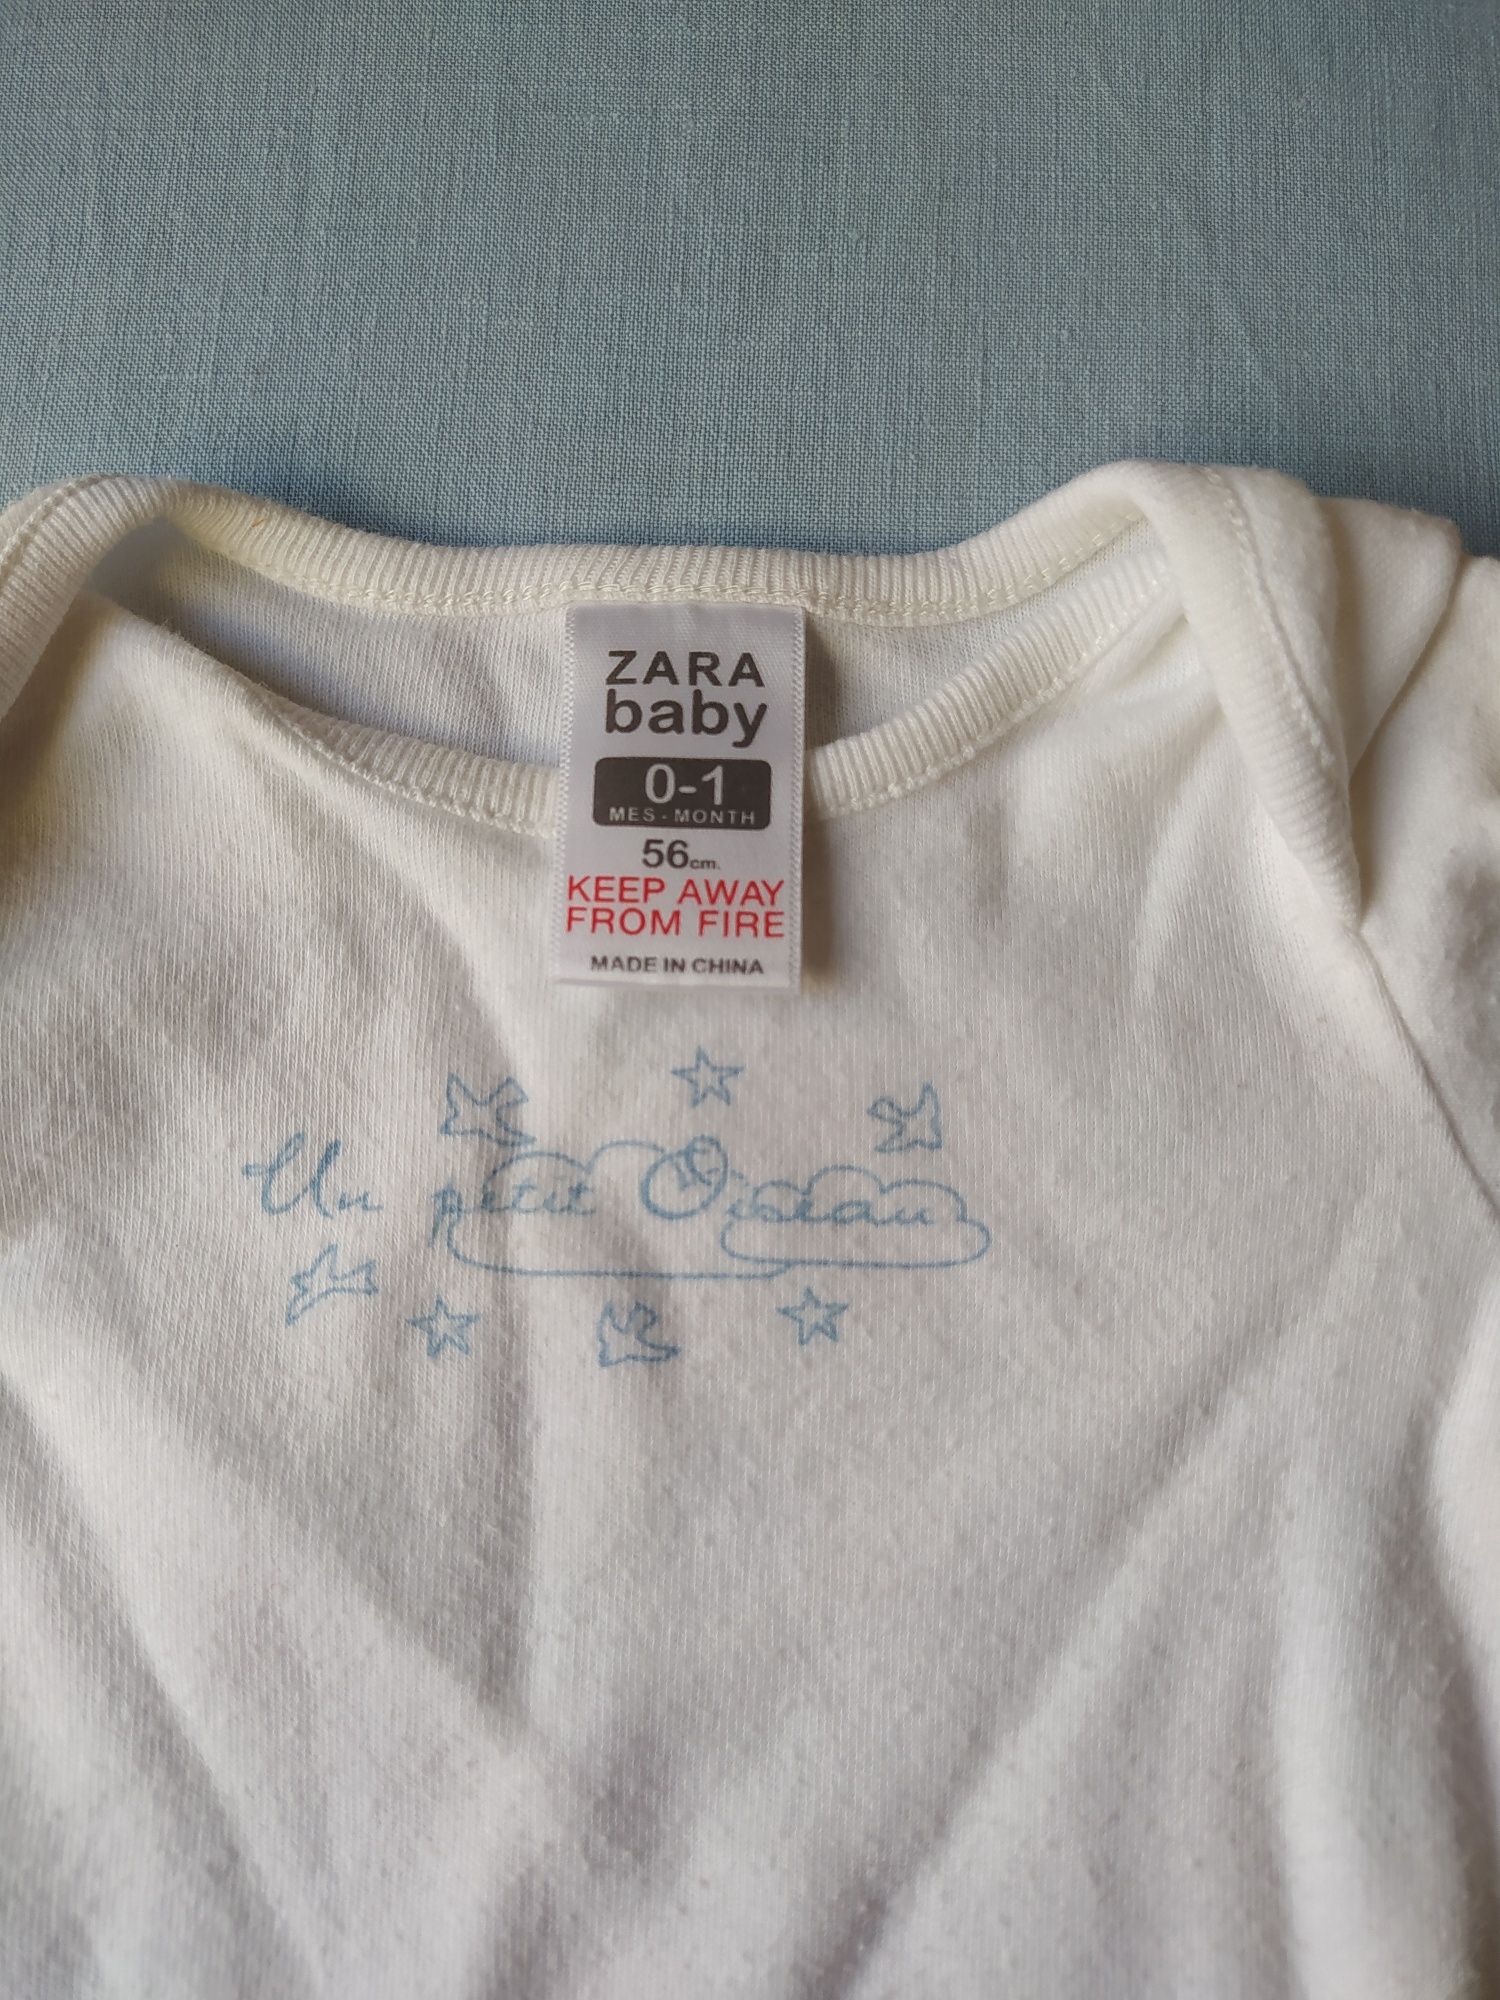 ZARA
baby
0-1
MES - MONTH
56cm.
KEEP AWAY
FROM FIRE
MADE IN CHINA
Un petit Oiseau